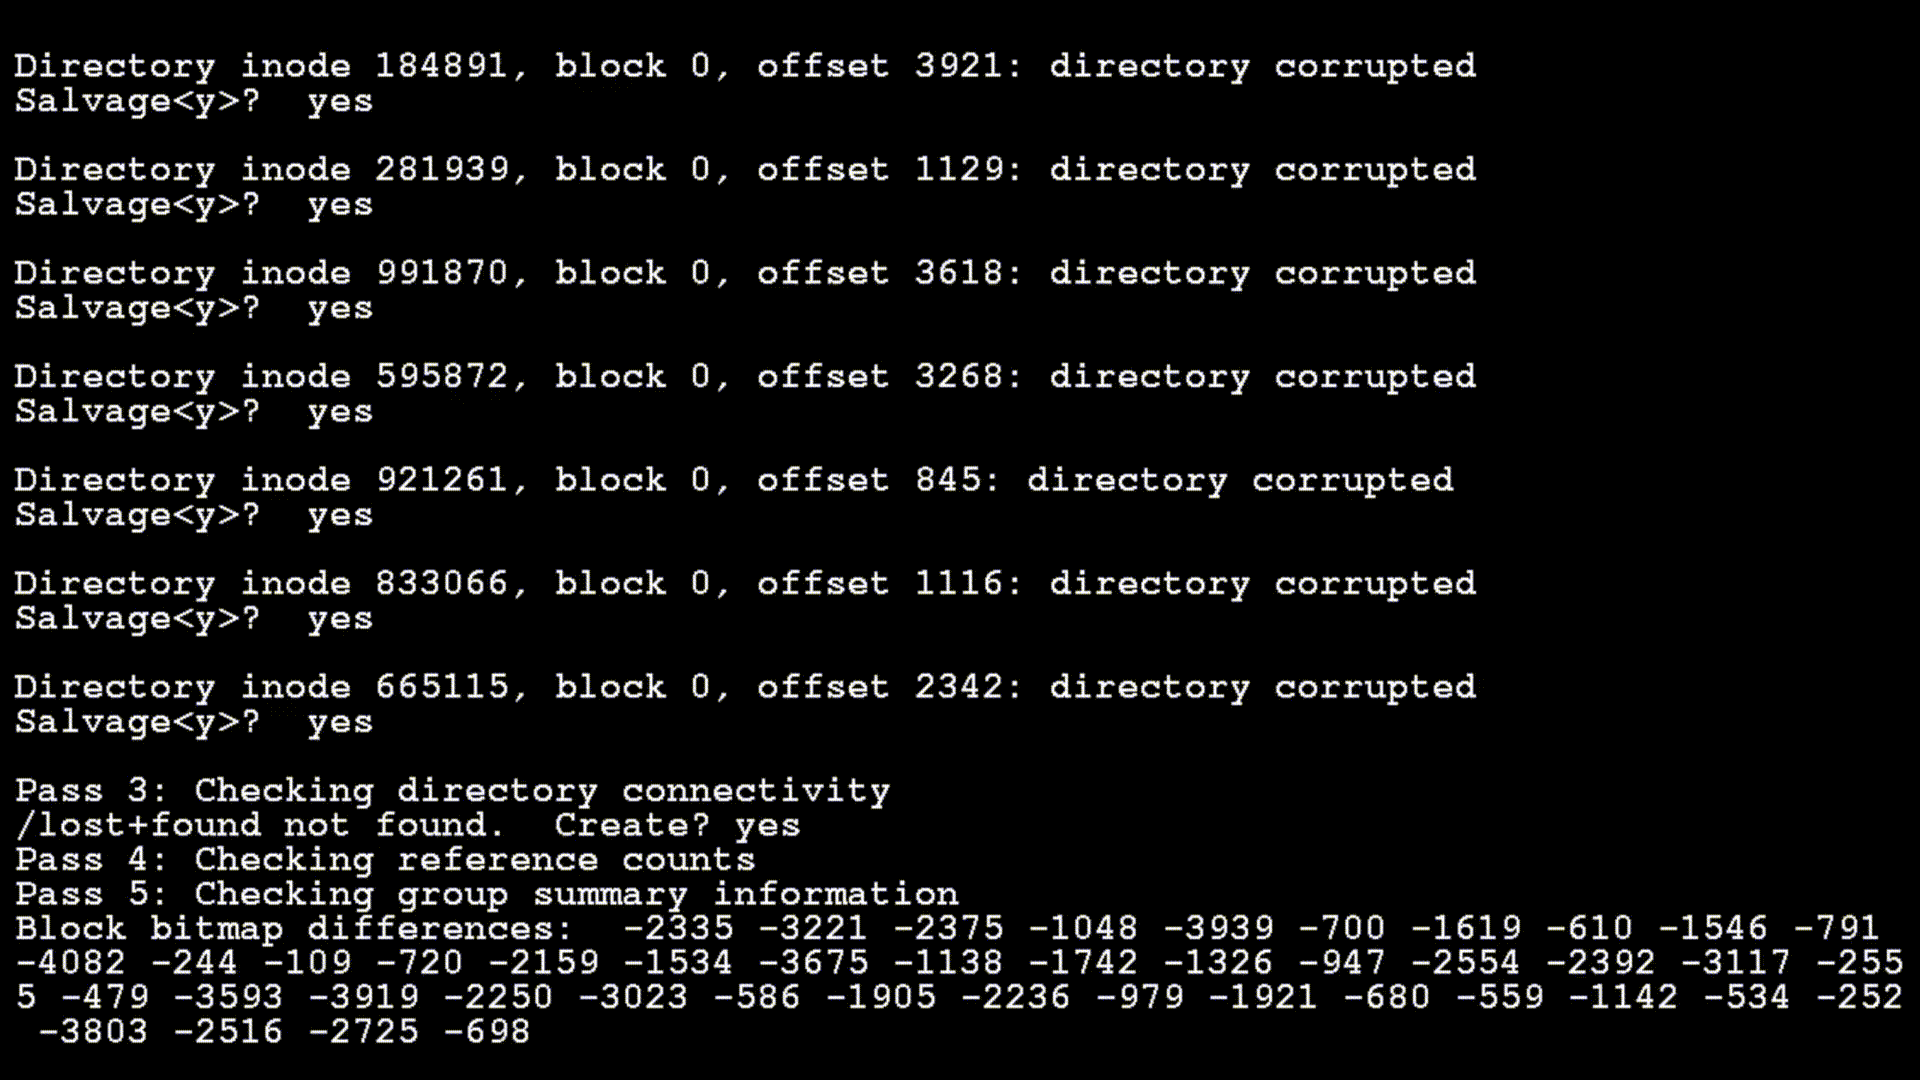 Directory inode 184891, block 0, offset 3921: directory corrupted
Salvage<y>?  yes
Directory inode 281939, block 0, offset 1129: directory corrupted
Salvage<y>?  yes
Directory inode 991870, block 0, offset 3618: directory corrupted
Salvage<y>?  yes
Directory inode 595872, block 0, offset 3268: directory corrupted
Salvage<y>?  yes
Directory inode 921261, block 0, offset 845: directory corrupted
Salvage<y>?  yes
Directory inode 833066, block 0, offset 1116: directory corrupted
Salvage<y>?  yes
Directory inode 665115, block 0, offset 2342: directory corrupted
Salvage<y>?  yes
Pass 3: Checking directory connectivity
/lost+found not found.  Create? yes
Pass 4: Checking reference counts
Pass 5: Checking group summary information
Block bitmap differences:  -2335 -3221 -2375 -1048 -3939 -700 -1619 -610 -1546 -791
-4082 -244 -109 -720 -2159 -1534 -3675 -1138 -1742 -1326 -947 -2554 -2392 -3117 -255
5 -479 -3593 -3919 -2250 -3023 -586 -1905 -2236 -979 -1921 -680 -559 -1142 -534 -252
 -3803 -2516 -2725 -698